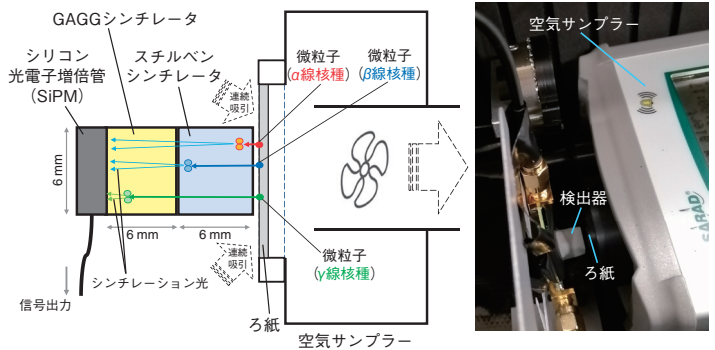 GAGGシンチレータ
シリコン
光電子増倍管
(SiPM)
スチルベン
シンチレータ
微粒子
(α線核種)
微粒子
(β線核種)
連続
吸引
6 mm
6 mm
6 mm
連続
吸引
微粒子
(γ線核種)
シンチレーション光
信号出力
ろ紙
空気サンプラー
空気サンプラー
検出器
ろ紙
SARAD®